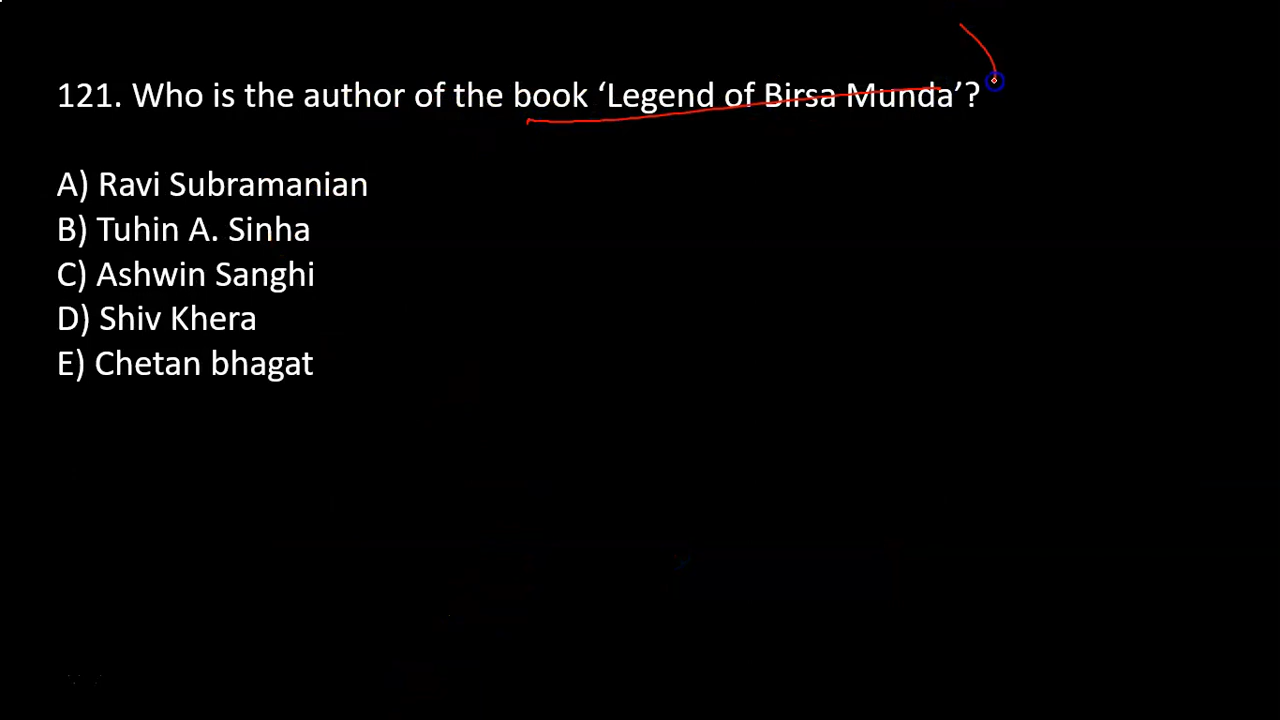 121. Who is the author of the book ‘Legend of Birsa Munda’?
A) Ravi Subramanian
B) Tuhin A. Sinha
C) Ashwin Sanghi
D) Shiv Khera
E) Chetan bhagat